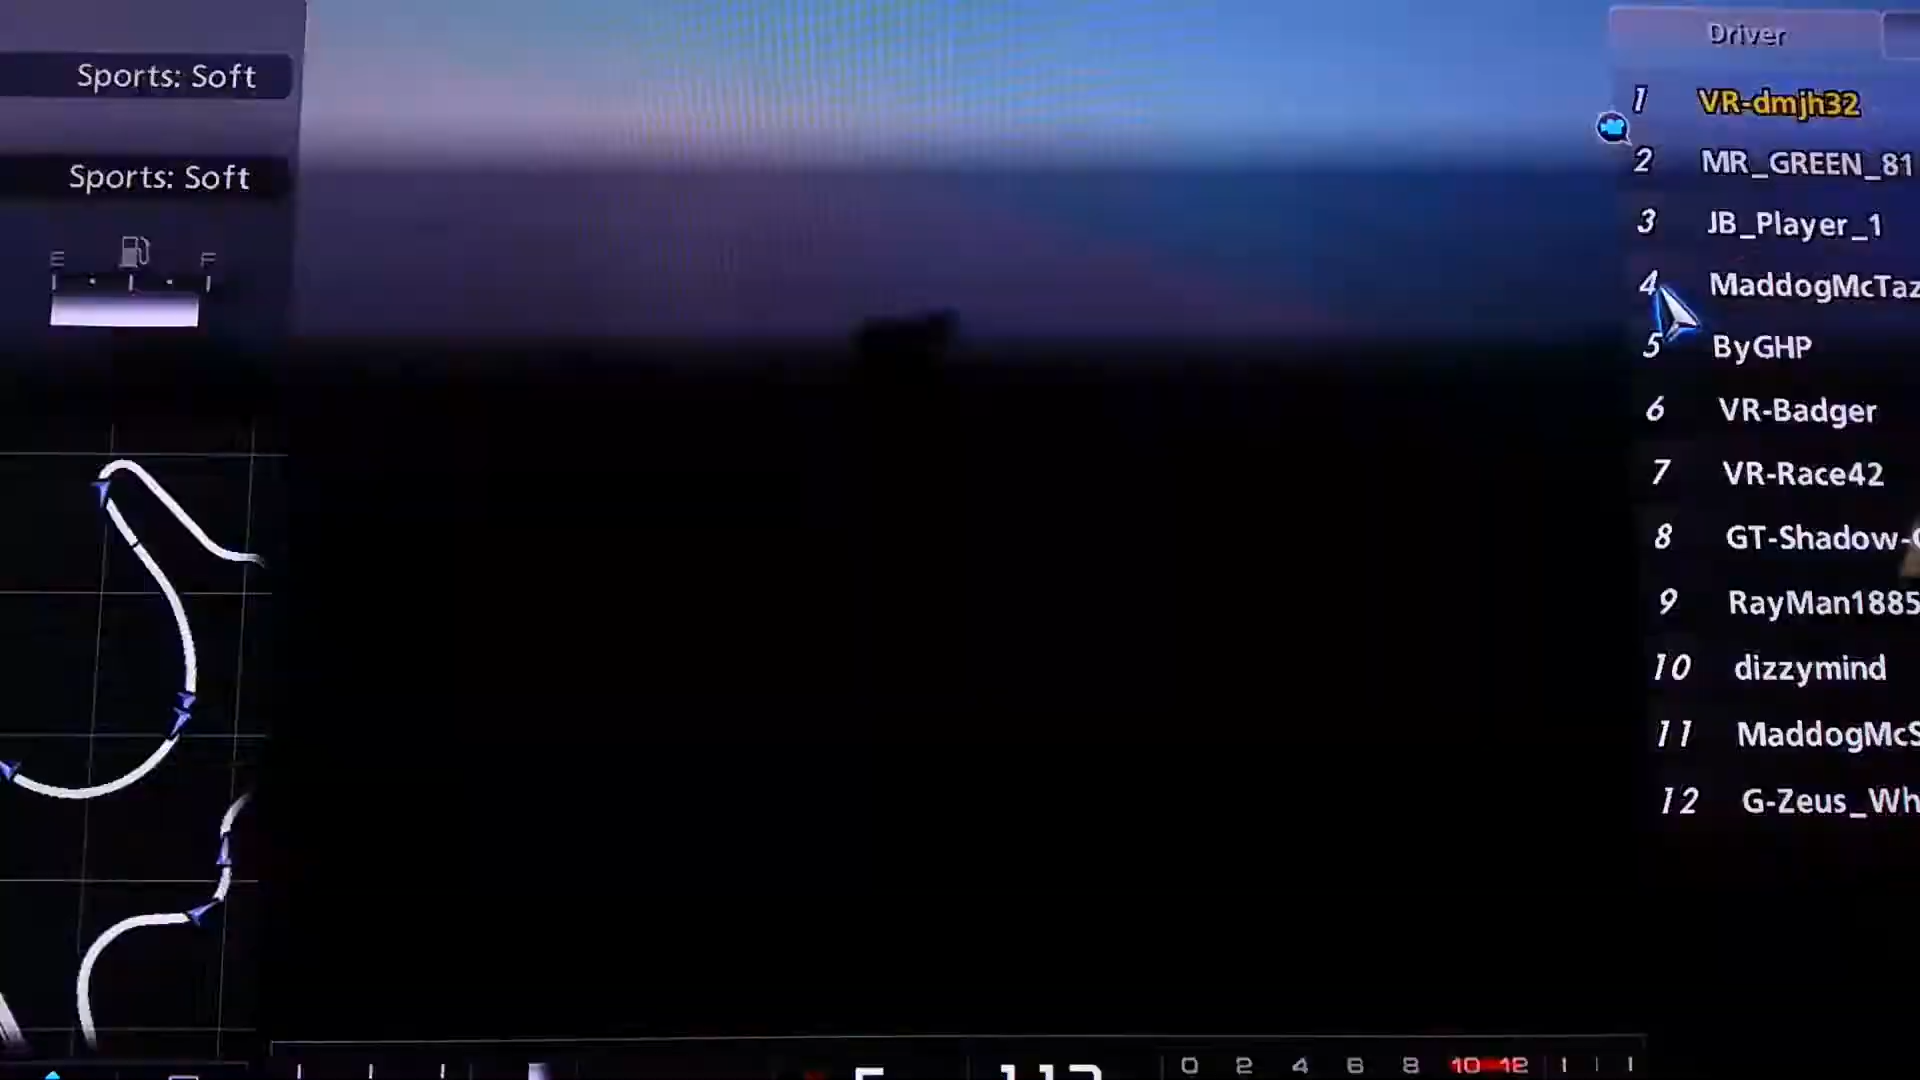 Sports: Soft
Sports: Soft
E F
Driver
1 VR-dmjh32
2 MR_GREEN_81
3 JB_Player_1
4 MaddogMcTaz
5 ByGHP
6 VR-Badger
7 VR-Race42
8 GT-Shadow-
9 RayMan1885
10 dizzymind
11 MaddogMcS
12 G-Zeus_Wh
0 2 4 6 8 10 12